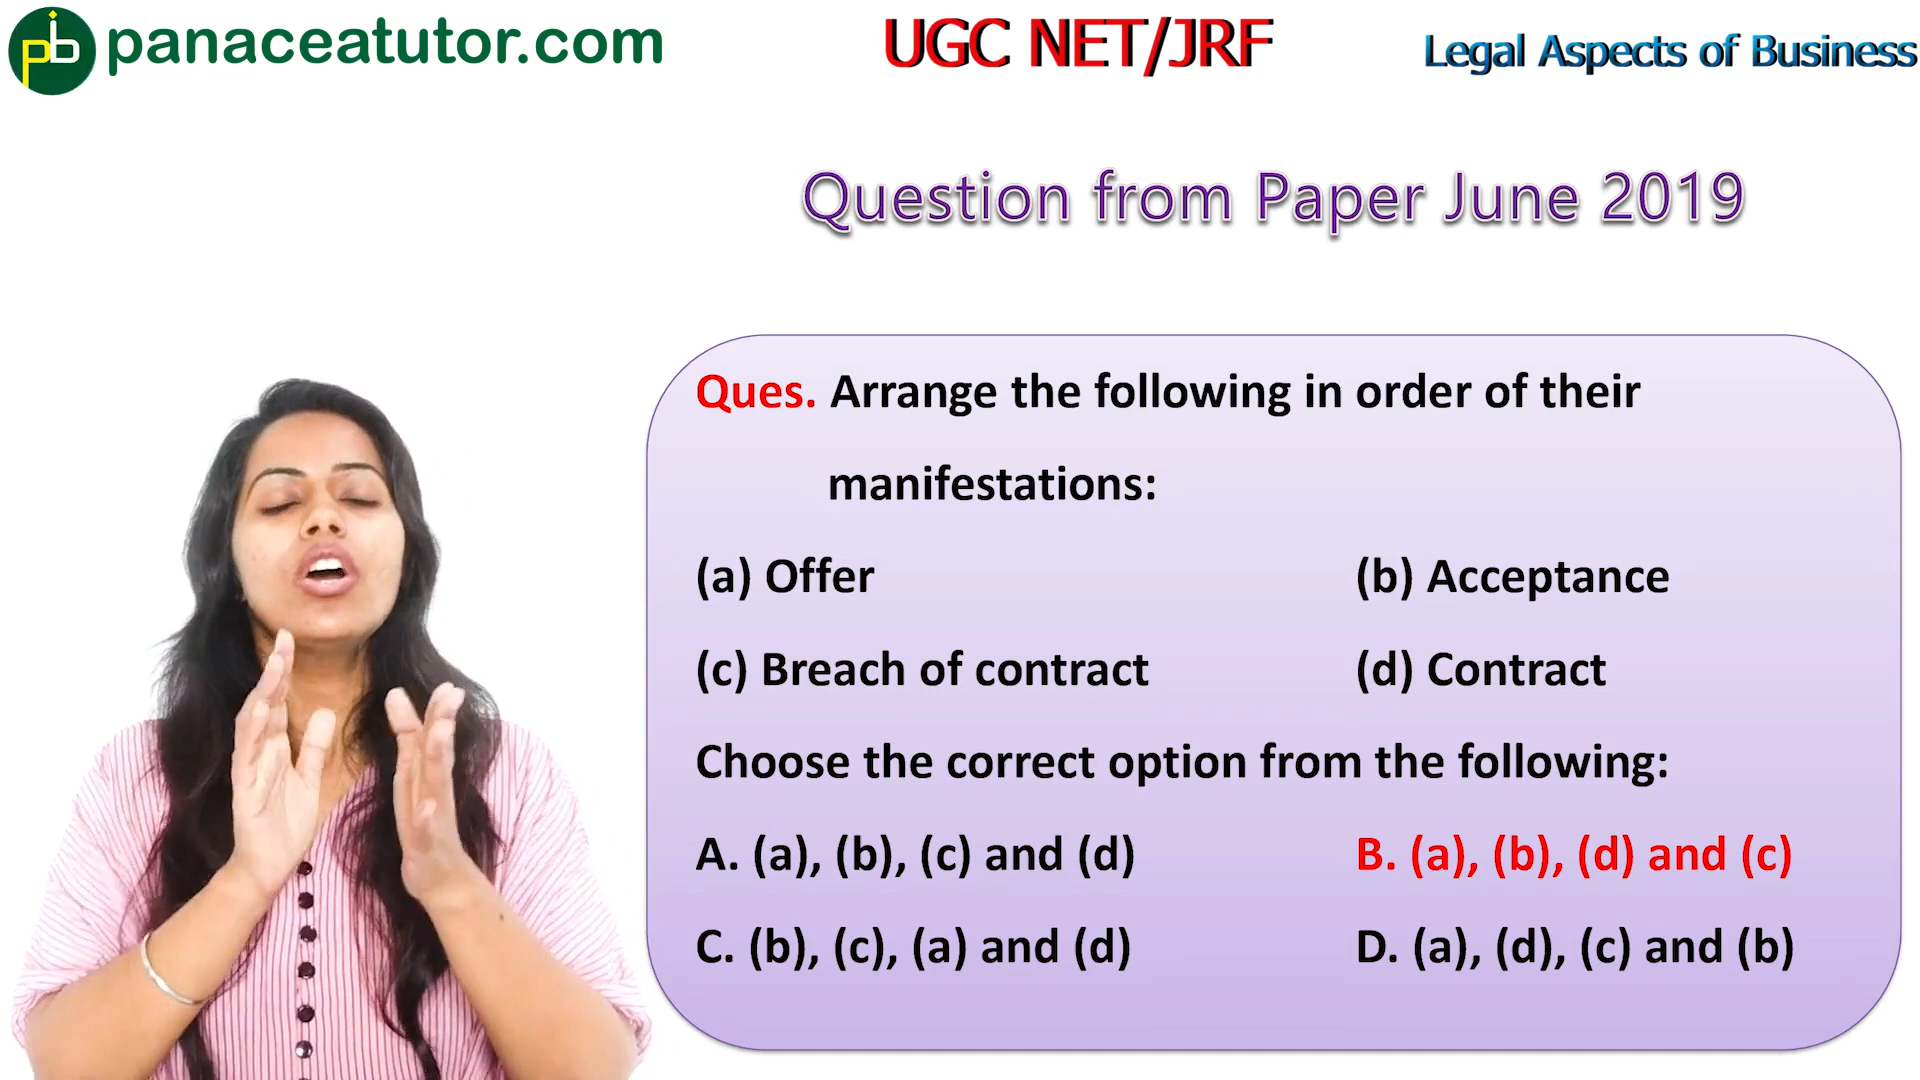 pib panaceatutor.com
UGC NET/JRF
Legal Aspects of Business
Question from Paper June 2019
Ques. Arrange the following in order of their
manifestations:
(a) Offer (b) Acceptance
(c) Breach of contract (d) Contract
Choose the correct option from the following:
A. (a), (b), (c) and (d) B. (a), (b), (d) and (c)
C. (b), (c), (a) and (d) D. (a), (d), (c) and (b)